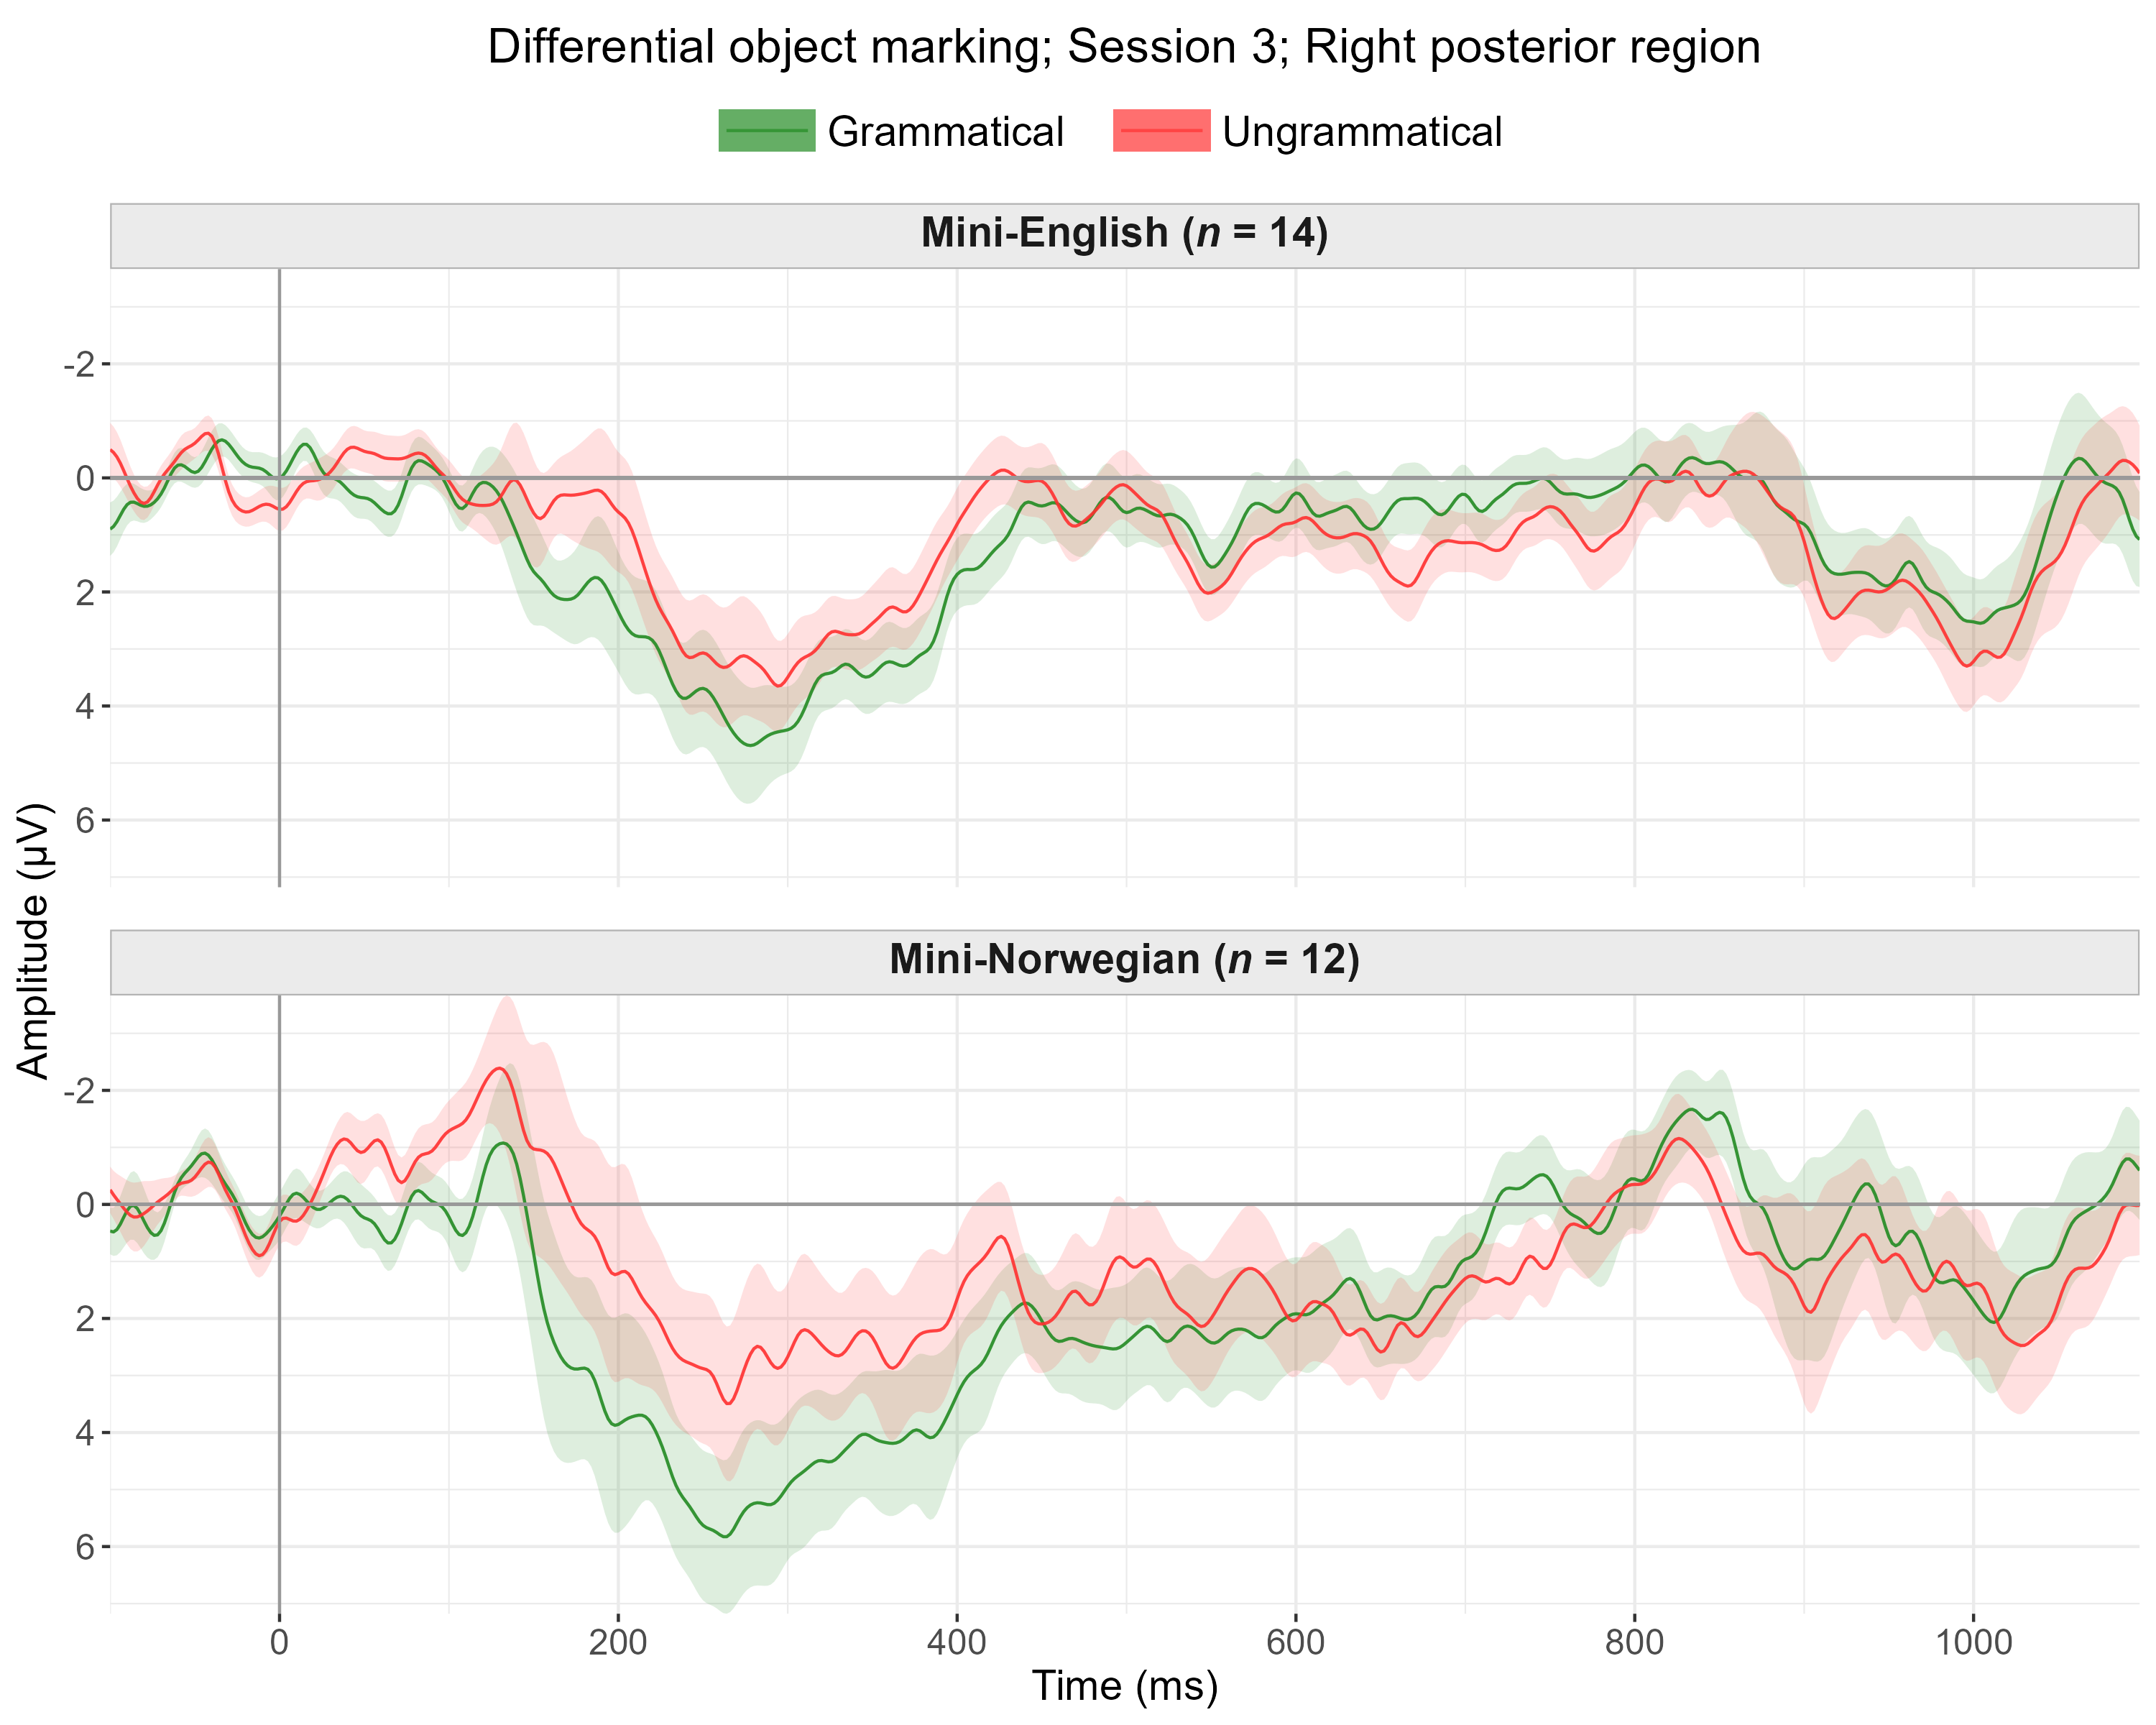 Differential object marking; Session 3; Right posterior region
Grammatical
Ungrammatical
Mini-English (n = 14)
-2
0
2
4
6
Mini-Norwegian (n = 12)
-2
0
2
4
6
Amplitude (µV)
0
200
400
600
800
1000
Time (ms)